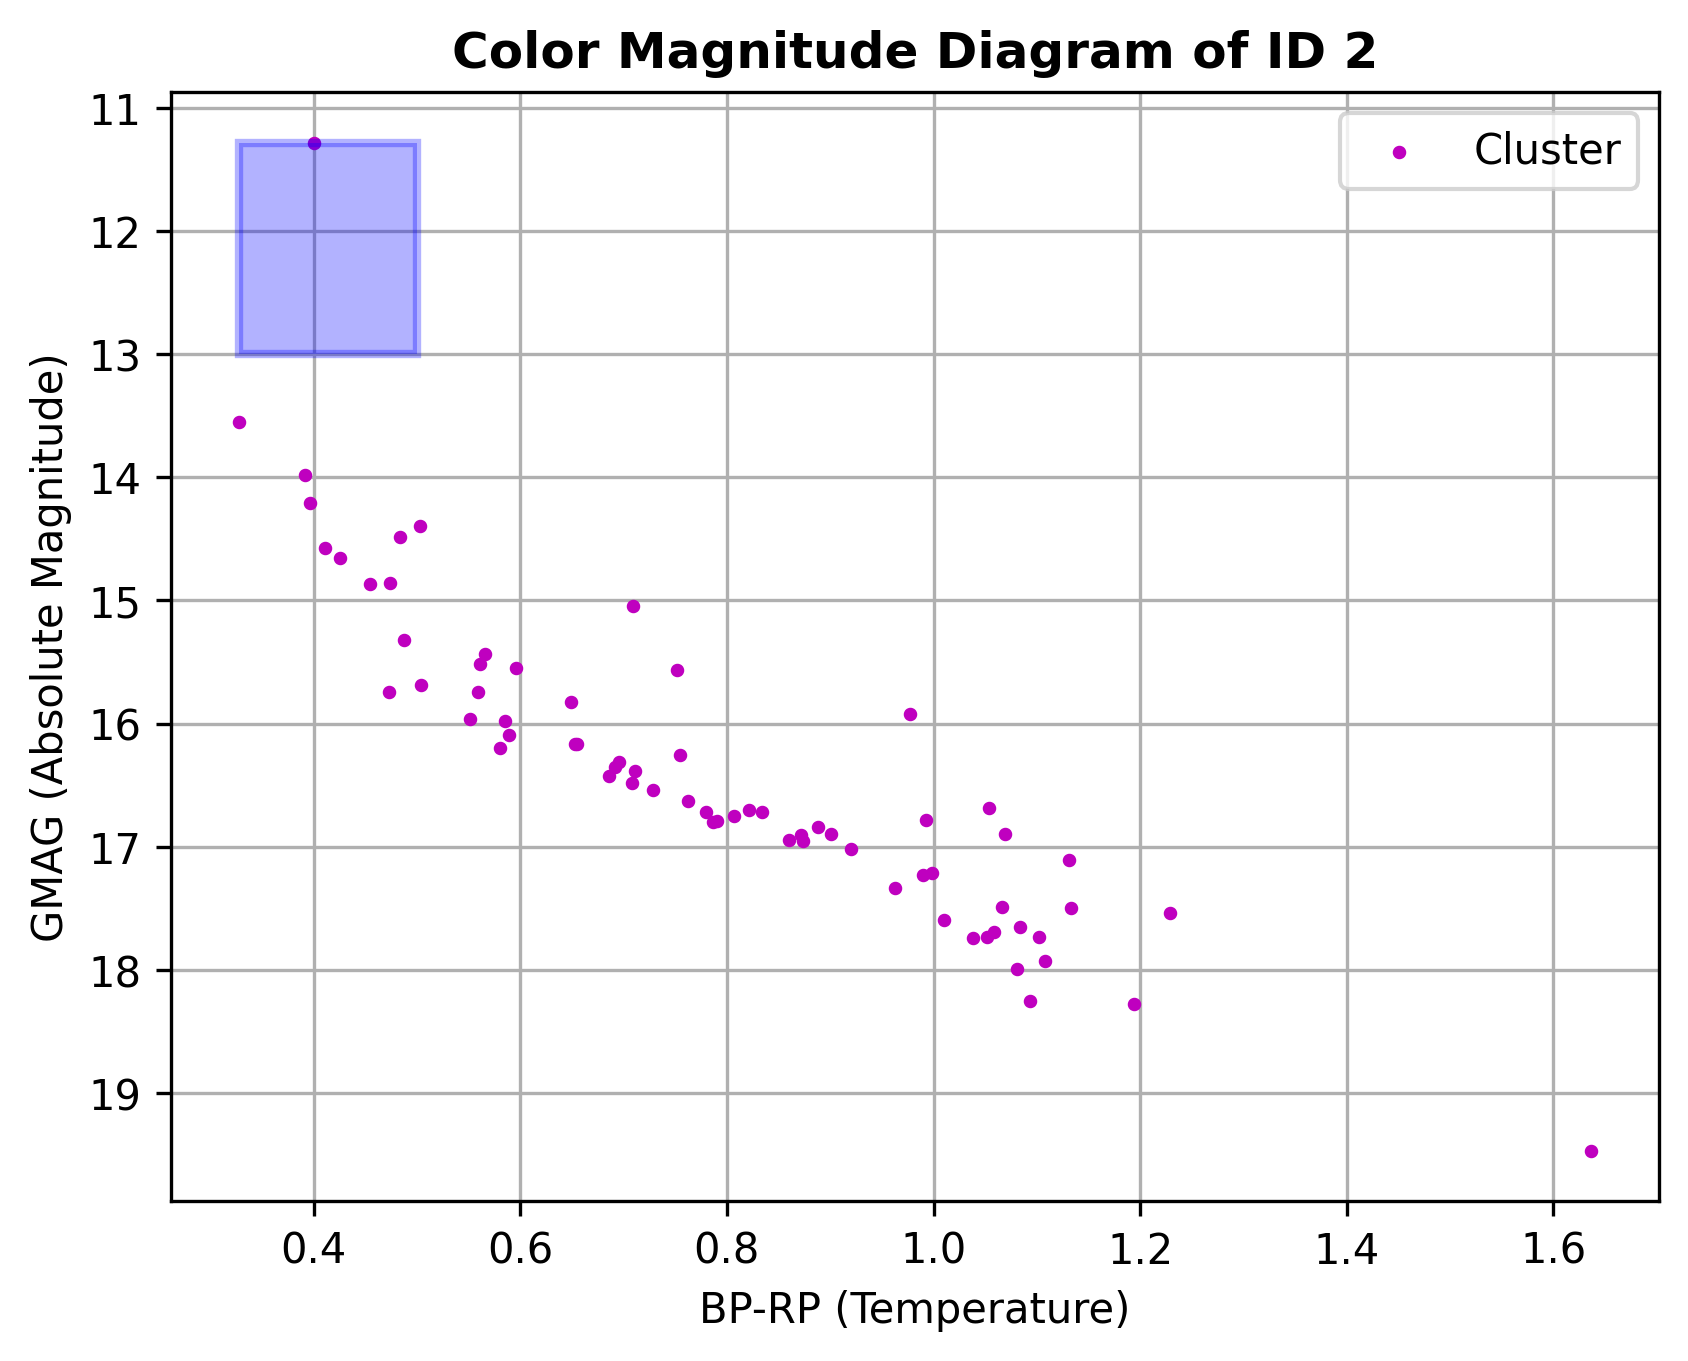 Color Magnitude Diagram of ID 2
Cluster
GMAG (Absolute Magnitude)
11
12
13
14
15
16
17
18
19
0.4 0.6 0.8 1.0 1.2 1.4 1.6
BP-RP (Temperature)